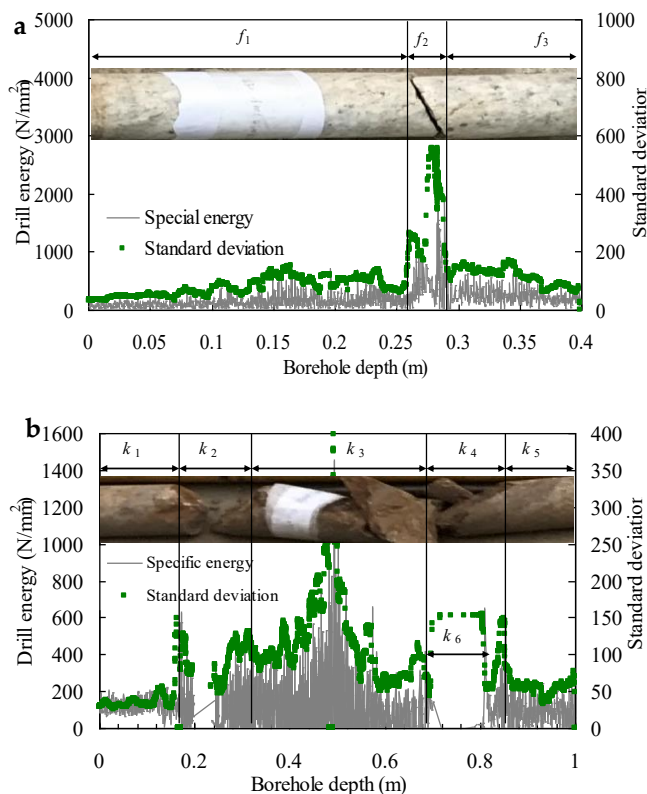 a
5000
4000
3000
2000
1000
0
Drill energy (N/mm²)
f1
f2
f3
1000
800
600
400
200
0
Standard deviatior
Special energy
Standard deviation
0 0.05 0.1 0.15 0.2 0.25 0.3 0.35 0.4
Borehole depth (m)
b
1600
1400
1200
1000
800
600
400
200
0
Drill energy (N/mm²)
k1
k2
k3
k4
k5
k6
400
350
300
250
200
150
100
50
0
Standard deviatior
Specific energy
Standard deviation
0 0.2 0.4 0.6 0.8 1
Borehole depth (m)